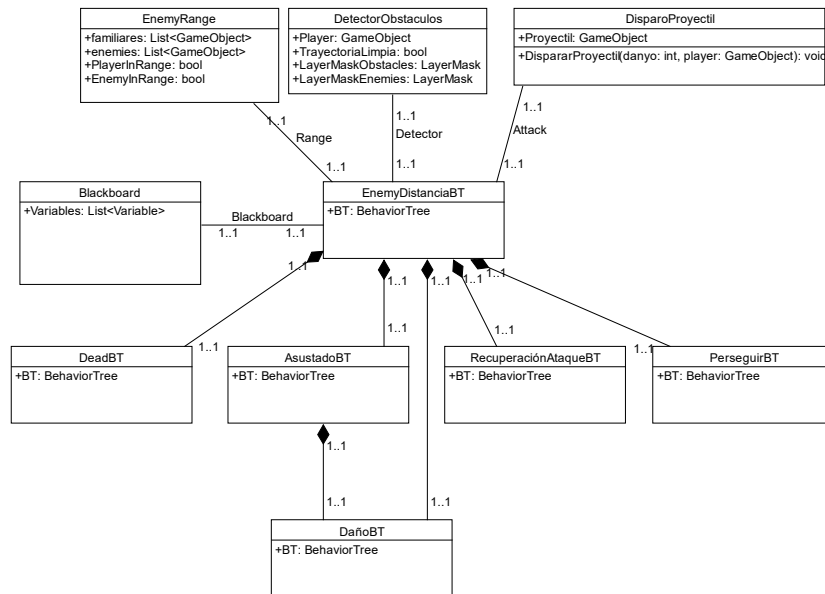 EnemyRange
+familiares: List<GameObject>
+enemies: List<GameObject>
+PlayerInRange: bool
+EnemyInRange: bool
DetectorObstaculos
+Player: GameObject
+TrayectoriaLimpia: bool
+LayerMaskObstacles: LayerMask
+LayerMaskEnemies: LayerMask
DisparoProyectil
+Proyectil: GameObject
+DispararProyectil(danyo: int, player: GameObject): void
1..1
Range
1..1
1..1
Detector
1..1
1..1
Attack
1..1
Blackboard
+Variables: List<Variable>
Blackboard
1..1
1..1
EnemyDistanciaBT
+BT: BehaviorTree
1..1
1..1
1..1
1..1
1..1
1..1
1..1
1..1
1..1
DeadBT
+BT: BehaviorTree
AsustadoBT
+BT: BehaviorTree
RecuperaciónAtaqueBT
+BT: BehaviorTree
PerseguirBT
+BT: BehaviorTree
1..1
1..1
1..1
DañoBT
+BT: BehaviorTree